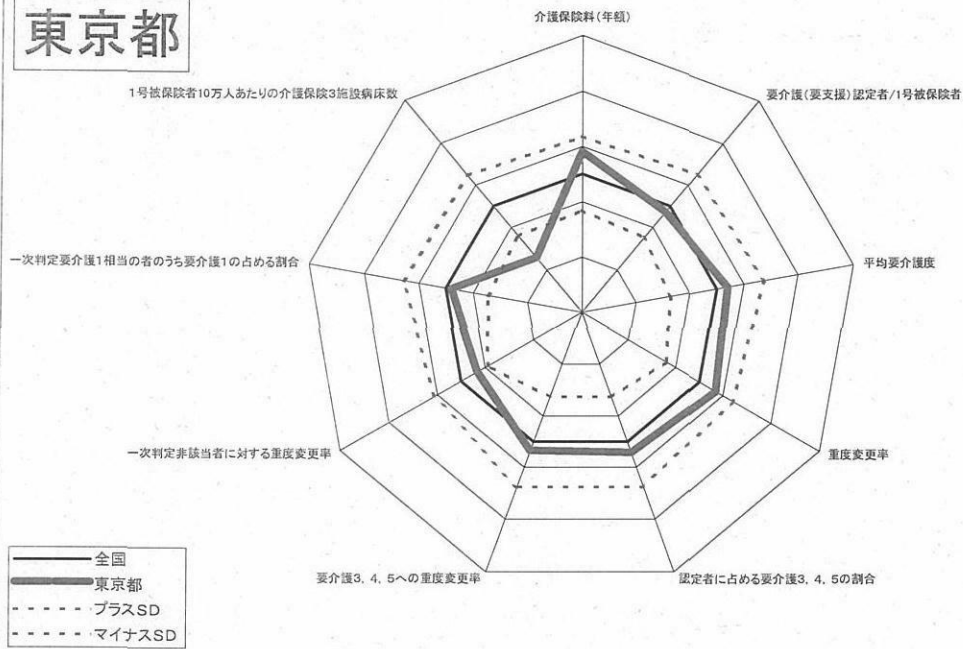 東京都
介護保険料(年額)
1号被保険者10万人あたりの介護保険3施設病床数
要介護(要支援)認定者/1号被保険者
一次判定要介護1相当の者のうち要介護1の占める割合
平均要介護度
一次判定非該当者に対する重度変更率
重度変更率
要介護3, 4, 5への重度変更率
認定者に占める要介護3, 4, 5の割合
全国
東京都
プラスSD
マイナスSD